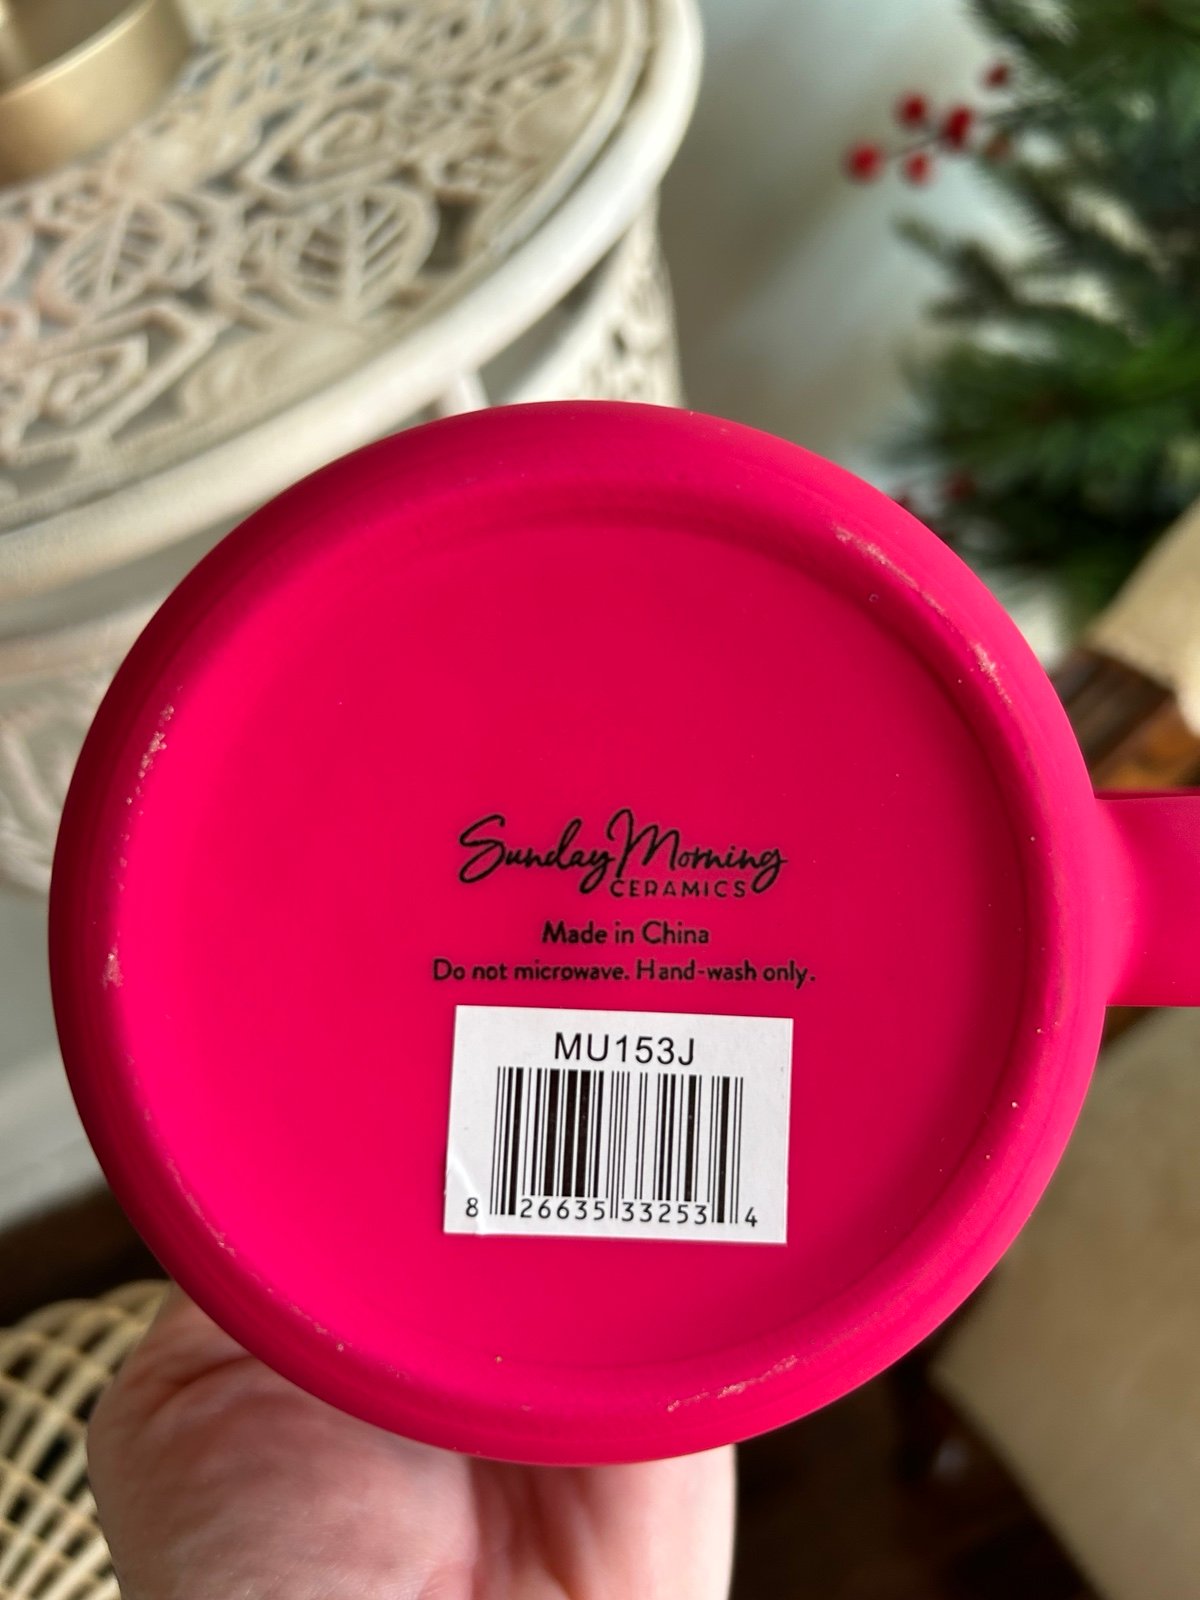 Sunday Morning
CERAMICS
Made in China
Do not microwave. Hand-wash only.
MU153J
8 26635 33253 4